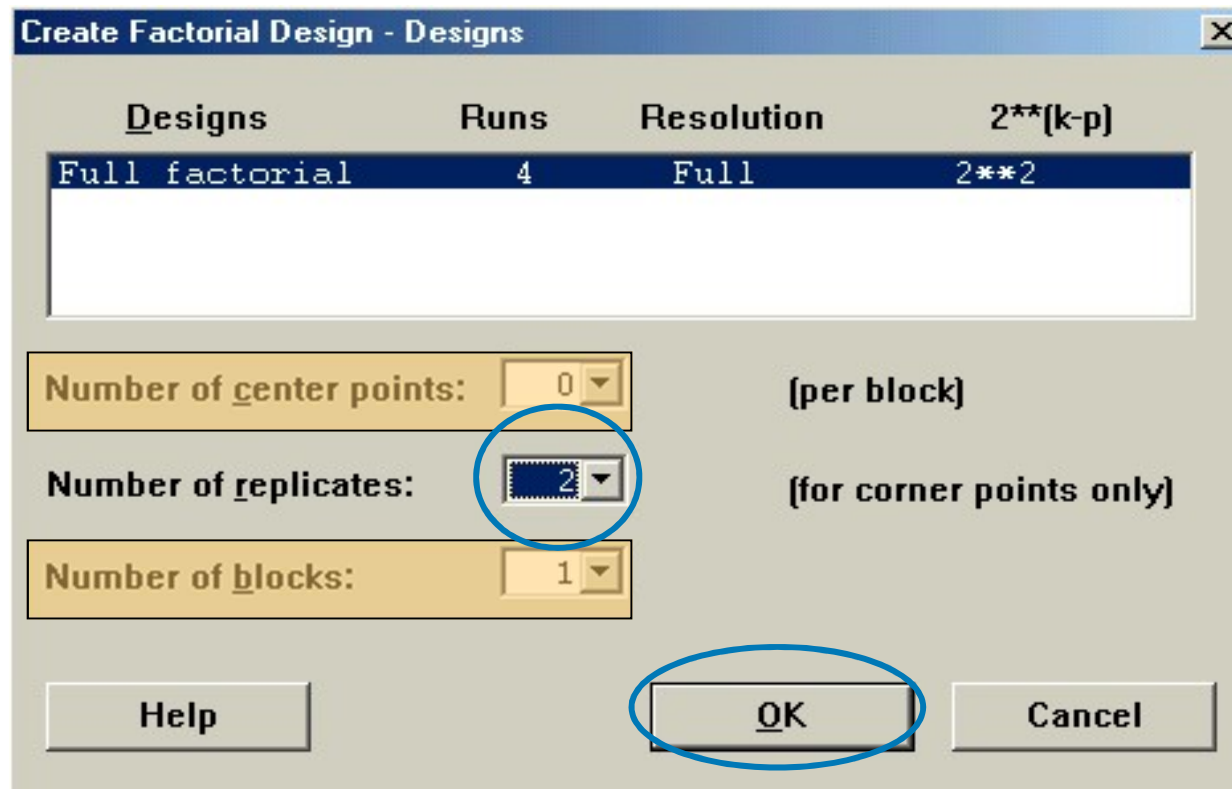 Create Factorial Design - Designs
Designs Runs Resolution 2**(k-p)
Full factorial 4 Full 2**2
Number of center points: 0 (per block)
Number of replicates: 2 (for corner points only)
Number of blocks: 1
Help OK Cancel